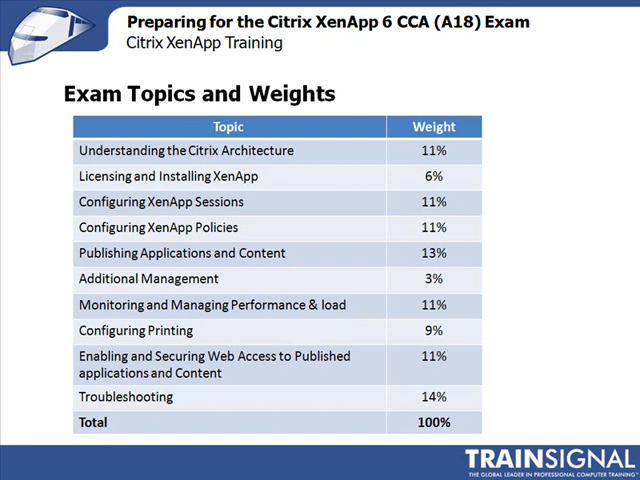 Preparing for the Citrix XenApp 6 CCA (A18) Exam
Citrix XenApp Training
Exam Topics and Weights
Topic Weight
Understanding the Citrix Architecture 11%
Licensing and Installing XenApp 6%
Configuring XenApp Sessions 11%
Configuring XenApp Policies 11%
Publishing Applications and Content 13%
Additional Management 3%
Monitoring and Managing Performance & load 11%
Configuring Printing 9%
Enabling and Securing Web Access to Published 11%
applications and Content
Troubleshooting 14%
Total 100%
TRAINSIGNAL
THE GLOBAL LEADER IN PROFESSIONAL COMPUTER TRAINING